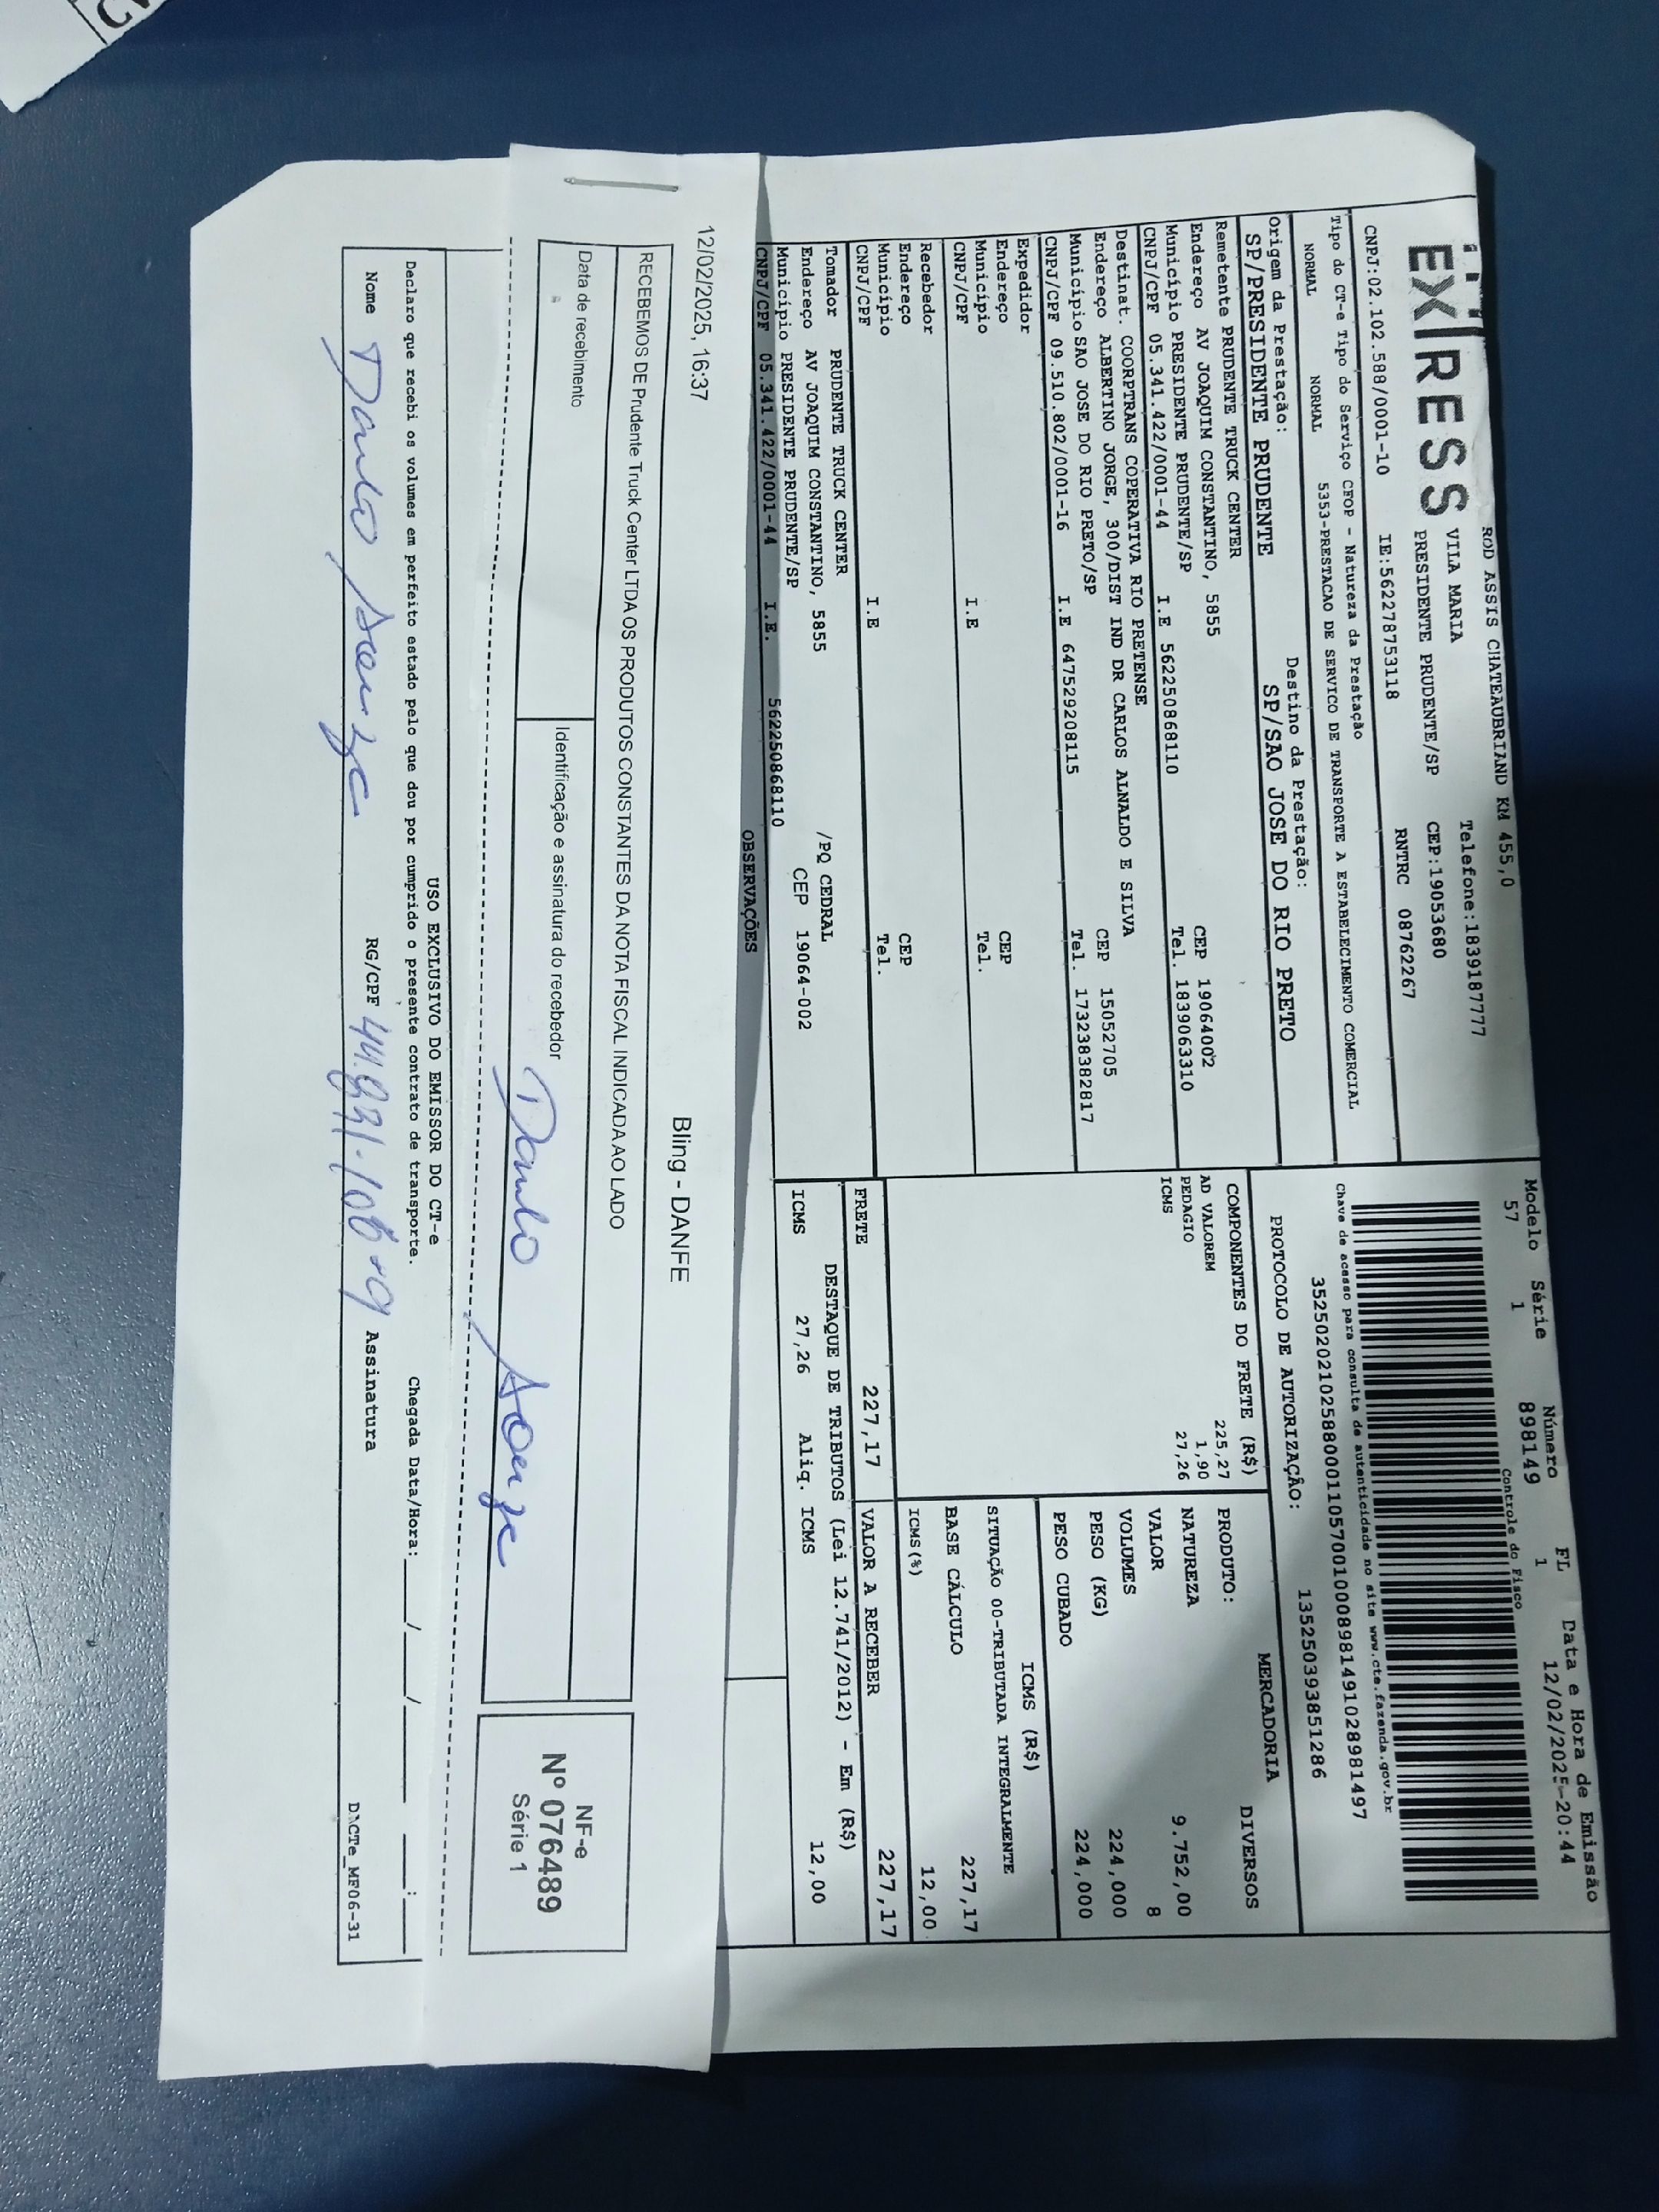 EXPRESS
ROD ASSIS CHATEAUBRIAND KM 455,0
VILA MARIA Telefone:1839187777
PRESIDENTE PRUDENTE/SP CEP:19053680
CNPJ:02.102.588/0001-10 IE:562278753118 RNTRC 08762267
Modelo Série Número FL Data e Hora de Emissão
57 1 898149 1 12/02/2025-20:44
Controle do Fisco
Tipo do CT-e Tipo do Serviço CFOP - Natureza da Prestação
NORMAL NORMAL 5353-PRESTACAO DE SERVICO DE TRANSPORTE A ESTABELECIMENTO COMERCIAL
Chave de acesso para consulta de autenticidade no site www.cte.fazenda.gov.br
35250202102588000110570010008981491028981497
Origem da Prestação: Destino da Prestação:
SP/PRESIDENTE PRUDENTE SP/SAO JOSE DO RIO PRETO
PROTOCOLO DE AUTORIZAÇÃO: 135250393851286
Remetente PRUDENTE TRUCK CENTER
Endereço AV JOAQUIM CONSTANTINO, 5855 CEP 19064002
Município PRESIDENTE PRUDENTE/SP Tel. 1839063310
CNPJ/CPF 05.341.422/0001-44 I.E 562250868110
Destinat. COORPTRANS COPERATIVA RIO PRETENSE
Endereço ALBERTINO JORGE, 300/DIST IND DR CARLOS ALNALDO E SILVA CEP 15052705
Município SAO JOSE DO RIO PRETO/SP Tel. 173238382817
CNPJ/CPF 09.510.802/0001-16 I.E 647529208115
Expedidor
Endereço CEP
Município Tel.
CNPJ/CPF I.E
Recebedor
Endereço CEP
Município Tel.
CNPJ/CPF I.E
Tomador PRUDENTE TRUCK CENTER
Endereço AV JOAQUIM CONSTANTINO, 5855 /PQ CEDRAL
Município PRESIDENTE PRUDENTE/SP CEP 19064-002
CNPJ/CPF 05.341.422/0001-44 I.E. 562250868110
OBSERVAÇÕES
COMPONENTES DO FRETE (R$)
AD VALOREM 225,27
PEDAGIO 1,90
ICMS 27,26
FRETE 227,17
MERCADORIA
PRODUTO: DIVERSOS
NATUREZA
VALOR 9.752,00
VOLUMES 8
PESO (KG) 224,000
PESO CUBADO 224,000
ICMS (R$)
SITUAÇÃO 00-TRIBUTADA INTEGRALMENTE
BASE CÁLCULO 227,17
ICMS(%) 12,00
VALOR A RECEBER 227,17
DESTAQUE DE TRIBUTOS (Lei 12.741/2012) - Em (R$)
ICMS 27,26 Aliq. ICMS 12,00
12/02/2025, 16:37 Bling - DANFE
RECEBEMOS DE Prudente Truck Center LTDA OS PRODUTOS CONSTANTES DA NOTA FISCAL INDICADA AO LADO
Data de recebimento Identificação e assinatura do recebedor
Danilo Souza
NF-e
Nº 076489
Série 1
USO EXCLUSIVO DO EMISSOR DO CT-e
Declaro que recebi os volumes em perfeito estado pelo que dou por cumprido o presente contrato de transporte. Chegada Data/Hora:___/___/_____ ___:___
Nome Danilo Souza RG/CPF Assinatura
DACTe_MF06-31